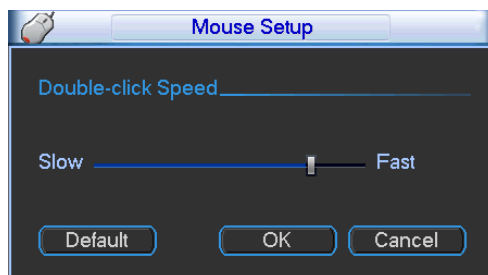 Mouse Setup
Double-click Speed
Slow Fast
Default OK Cancel